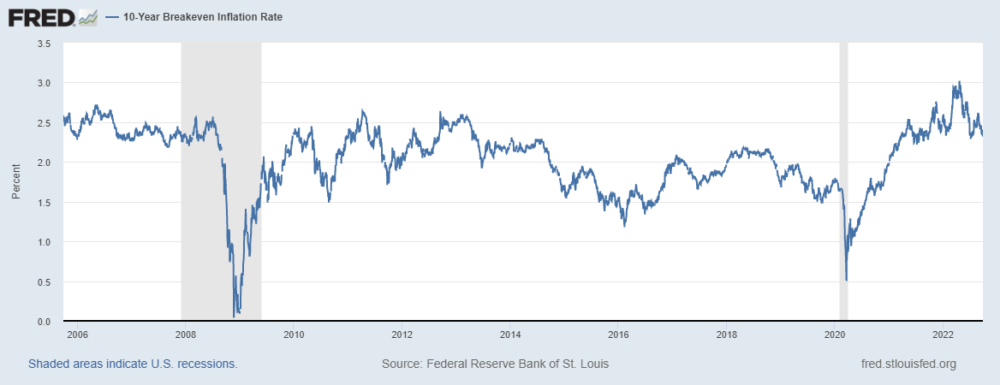 FRED 10-Year Breakeven Inflation Rate
3.5
3.0
2.5
2.0
1.5
1.0
0.5
0.0
Percent
2006 2008 2010 2012 2014 2016 2018 2020 2022
Shaded areas indicate U.S. recessions. Source: Federal Reserve Bank of St. Louis fred.stlouisfed.org